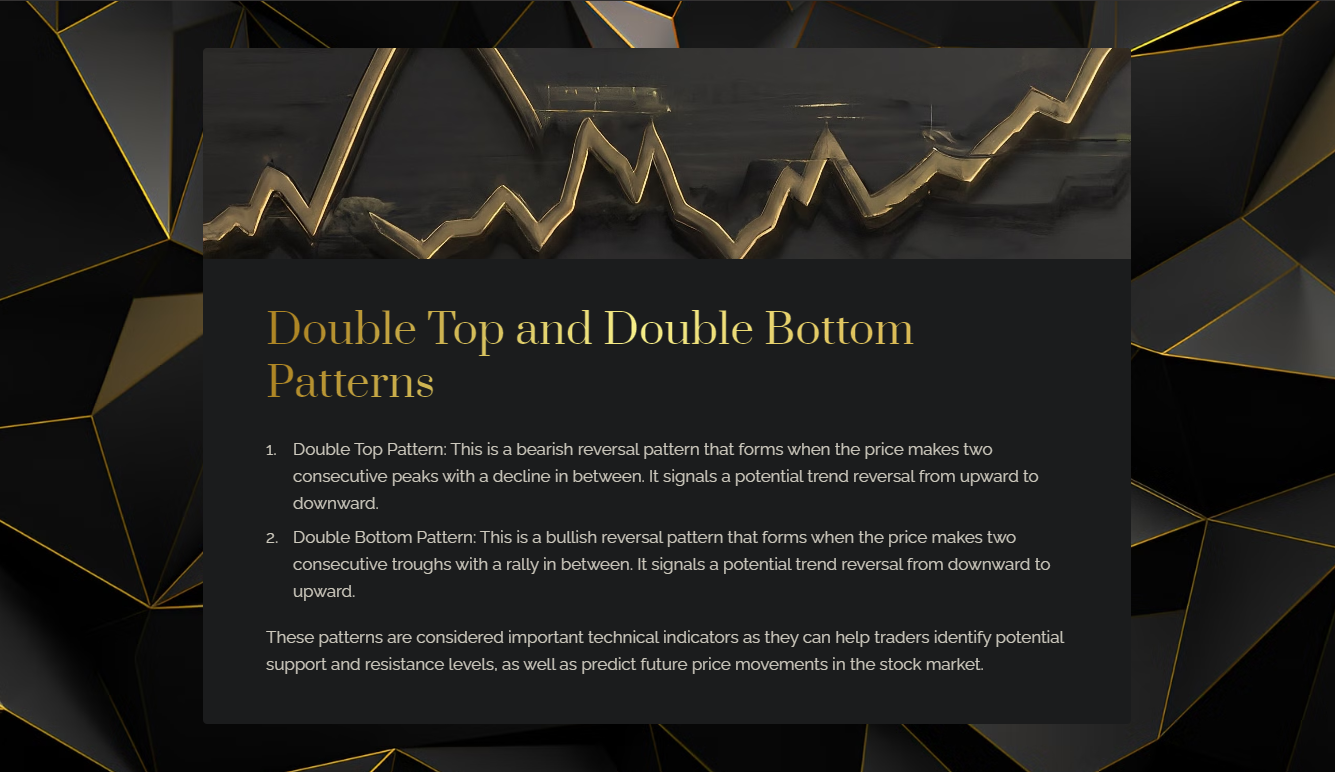 Double Top and Double Bottom
Patterns
1. Double Top Pattern: This is a bearish reversal pattern that forms when the price makes two
consecutive peaks with a decline in between. It signals a potential trend reversal from upward to
downward.
2. Double Bottom Pattern: This is a bullish reversal pattern that forms when the price makes two
consecutive troughs with a rally in between. It signals a potential trend reversal from downward to
upward.
These patterns are considered important technical indicators as they can help traders identify potential
support and resistance levels, as well as predict future price movements in the stock market.